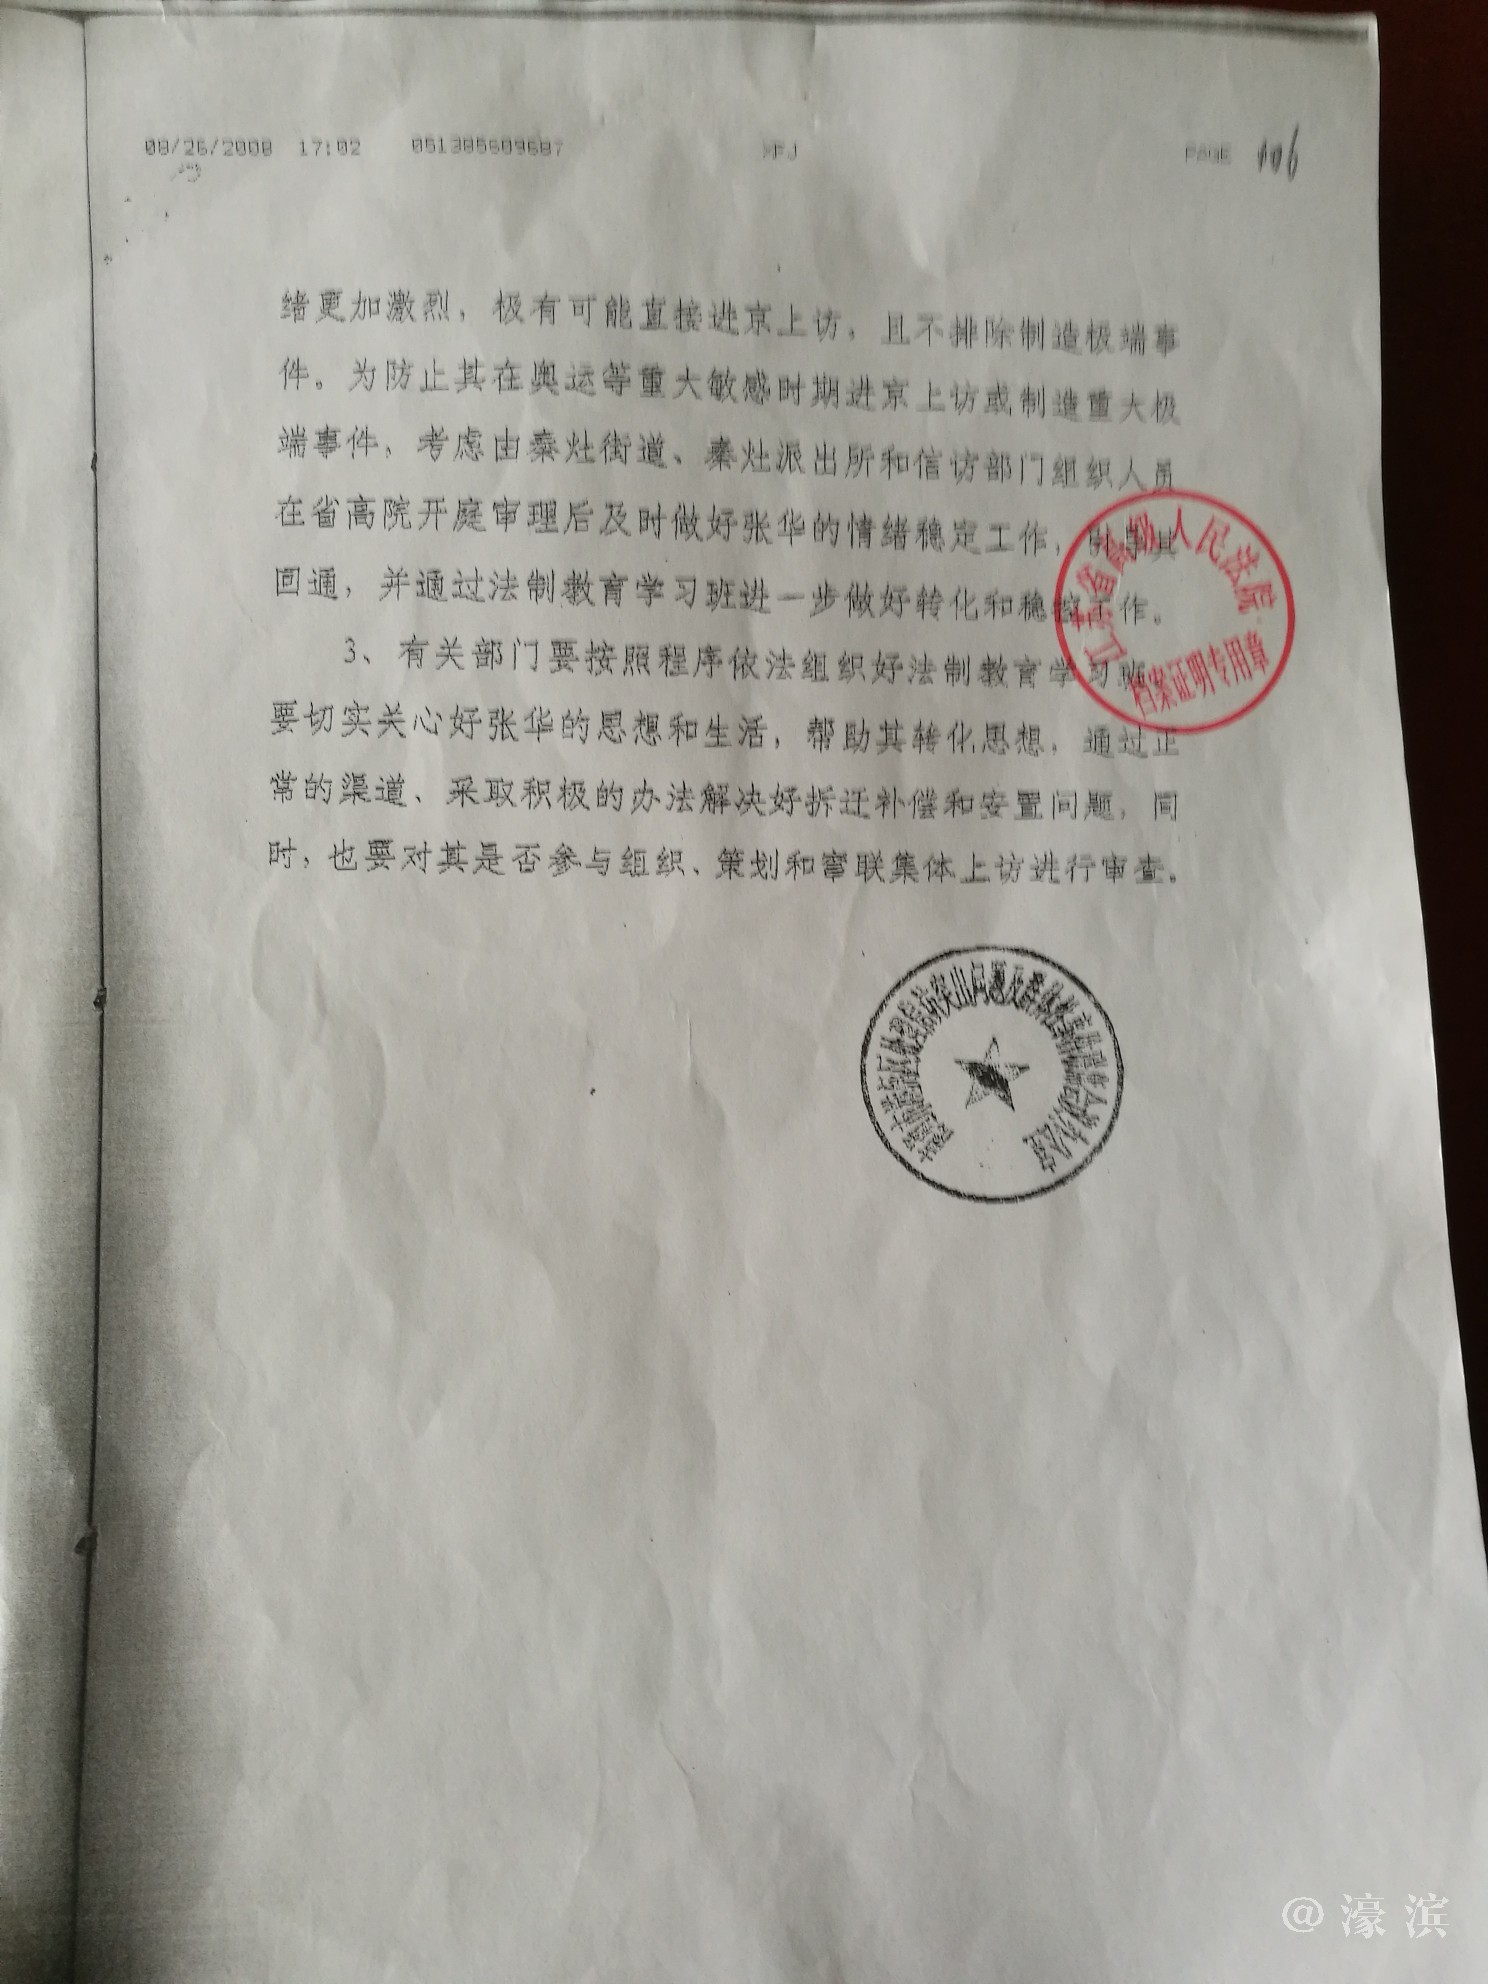 08/26/2008 17:02 051385609687 XFJ PAGE 106
绪更加激烈，极有可能直接进京上访，且不排除制造极端事
件。为防止其在奥运等重大敏感时期进京上访或制造重大极
端事件，考虑由秦灶街道、秦灶派出所和信访部门组织人员
在省高院开庭审理后及时做好张华的情绪稳定工作，引导其
回通，并通过法制教育学习班进一步做好转化和稳控工作。
3、有关部门要按照程序依法组织好法制教育学习班，
要切实关心好张华的思想和生活，帮助其转化思想，通过正
常的渠道、采取积极的办法解决好拆迁补偿和安置问题，同
时，也要对其是否参与组织、策划和窜联集体上访进行审查。
江苏省高级人民法院
档案证明专用章
@濠滨